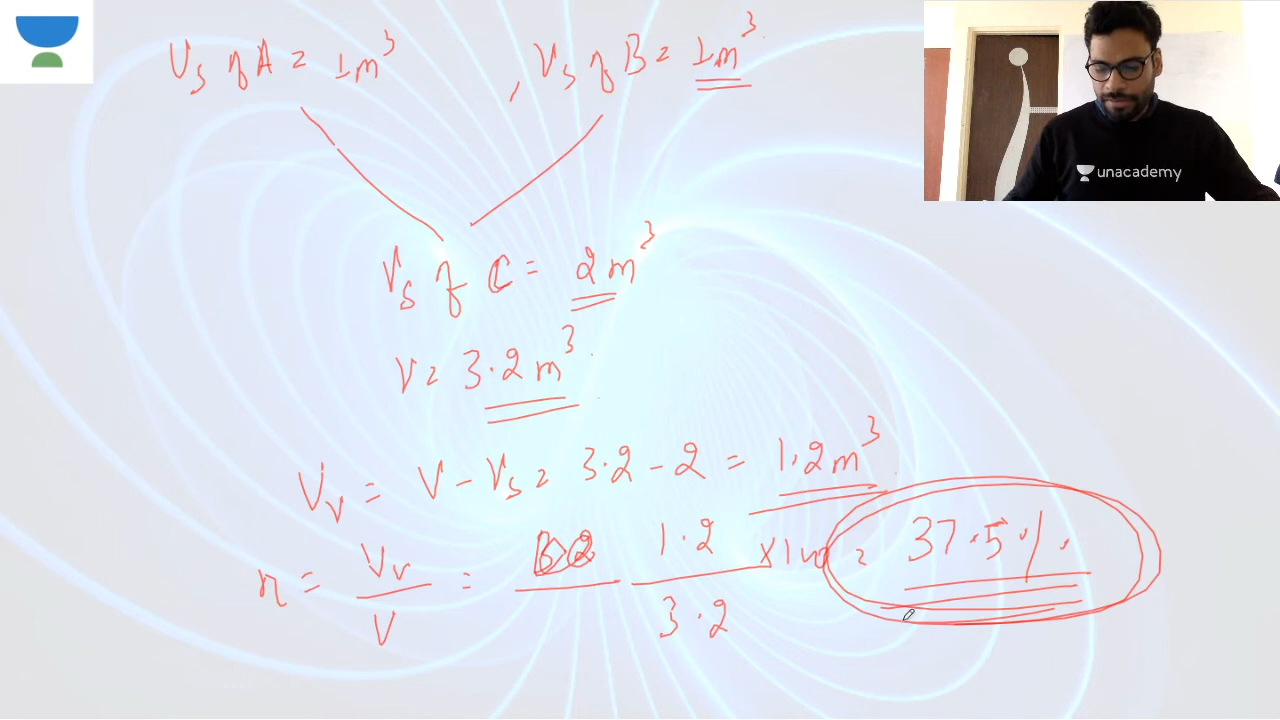 Vs of A = 1m³, Vs of B = 1m³
unacademy
Vs of C = 2m³
V = 3.2m³
Vv = V - Vs = 3.2 - 2 = 1.2m³
n = Vv/V = 1.2/3.2 x100 = 37.5%